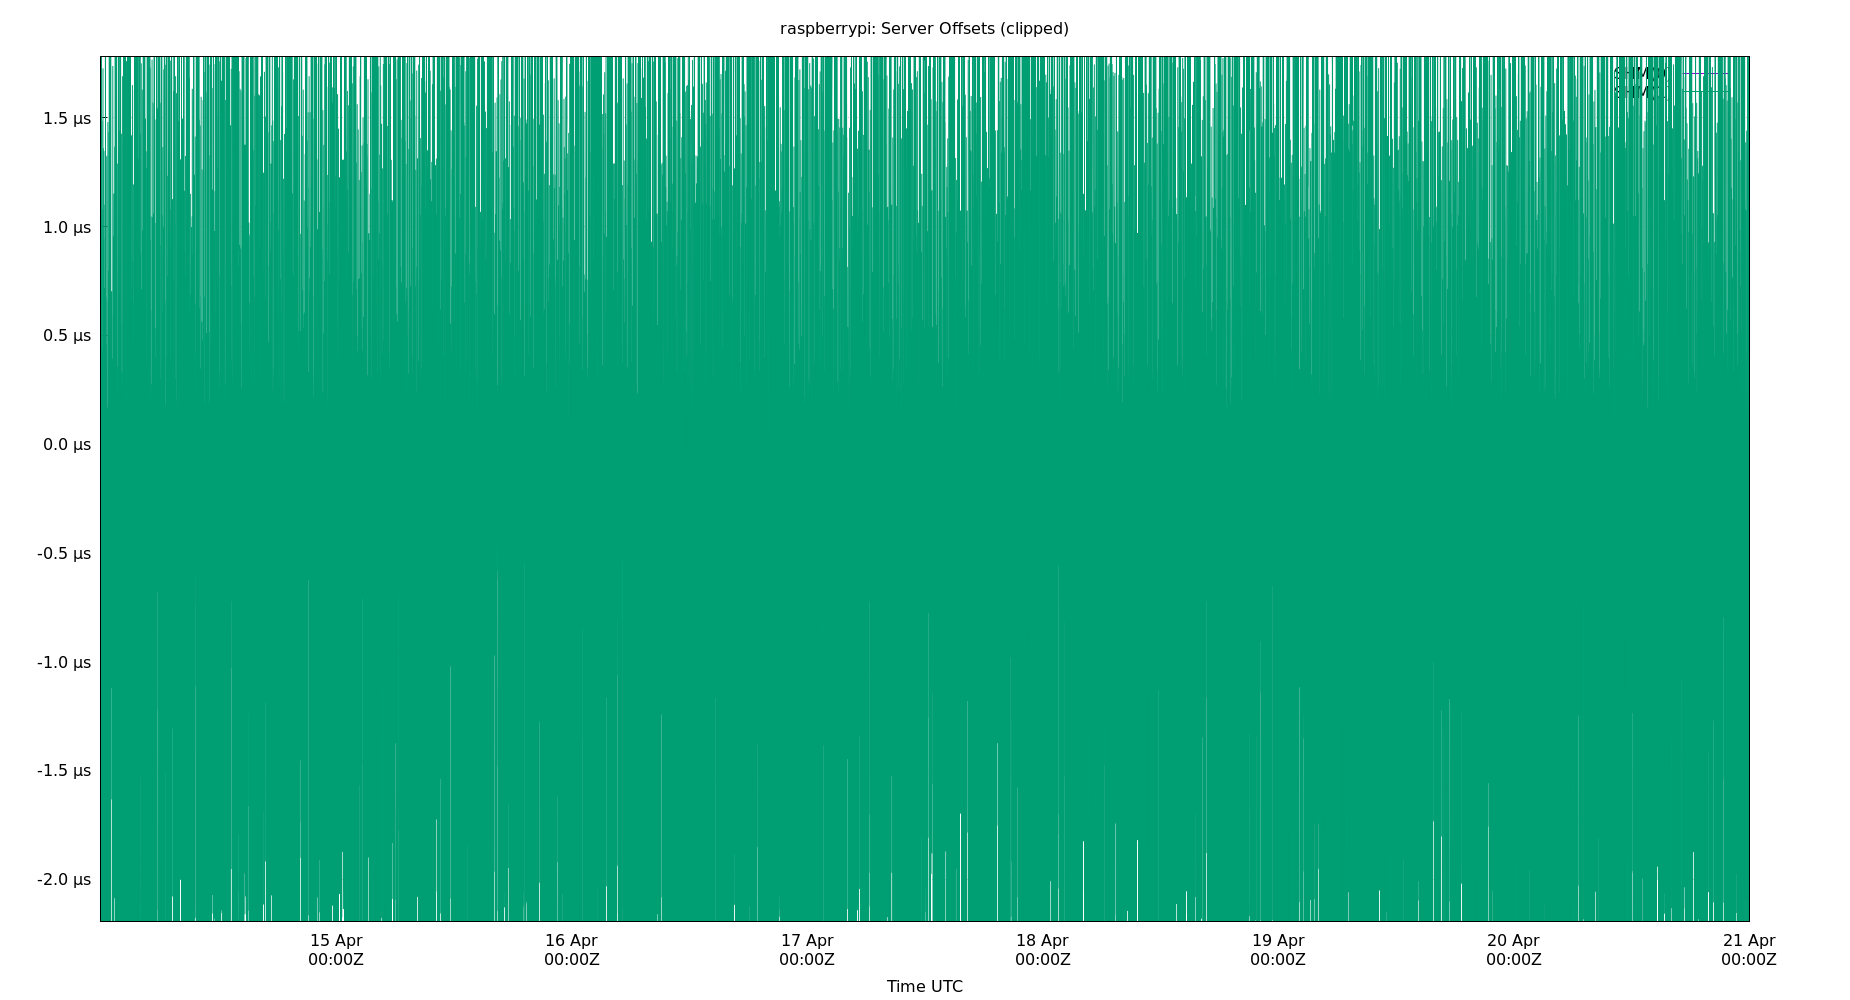 raspberrypi: Server Offsets (clipped)
1.5 µs
1.0 µs
0.5 µs
0.0 µs
-0.5 µs
-1.0 µs
-1.5 µs
-2.0 µs
15 Apr
00:00Z
16 Apr
00:00Z
17 Apr
00:00Z
18 Apr
00:00Z
19 Apr
00:00Z
20 Apr
00:00Z
21 Apr
00:00Z
Time UTC